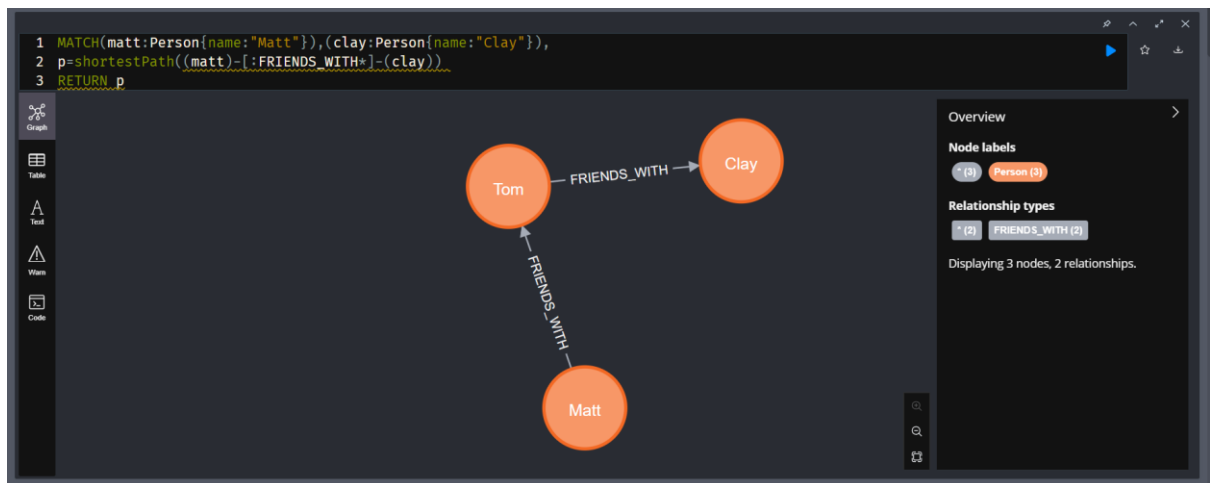 1 MATCH(matt:Person{name:"Matt"}),(clay:Person{name:"Clay"}),
2 p=shortestPath((matt)-[:FRIENDS_WITH*]-(clay))
3 RETURN p
Graph
Table
Text
Warn
Code
Tom
FRIENDS_WITH
Clay
FRIENDS_WITH
Matt
Overview
Node labels
* (3) Person (3)
Relationship types
* (2) FRIENDS_WITH (2)
Displaying 3 nodes, 2 relationships.